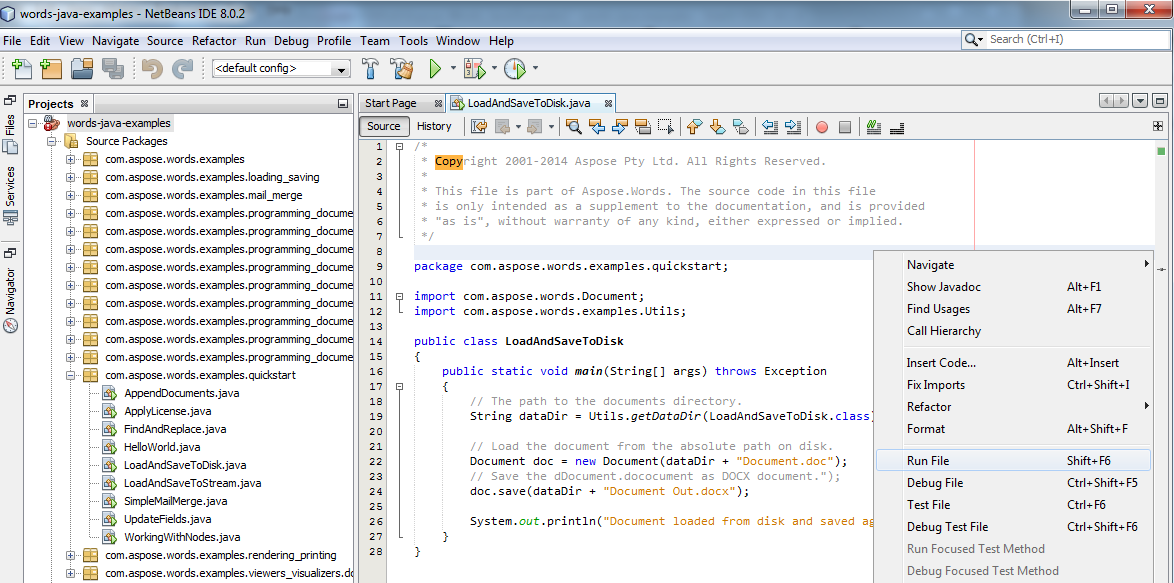 words-java-examples - NetBeans IDE 8.0.2
File Edit View Navigate Source Refactor Run Debug Profile Team Tools Window Help
Search (Ctrl+I)
<default config>
Files
Services
Navigator
Projects
words-java-examples
Source Packages
com.aspose.words.examples
com.aspose.words.examples.loading_saving
com.aspose.words.examples.mail_merge
com.aspose.words.examples.programming_docume
com.aspose.words.examples.programming_docume
com.aspose.words.examples.programming_docume
com.aspose.words.examples.programming_docume
com.aspose.words.examples.programming_docume
com.aspose.words.examples.programming_docume
com.aspose.words.examples.programming_docume
com.aspose.words.examples.programming_docume
com.aspose.words.examples.programming_docume
com.aspose.words.examples.quickstart
AppendDocuments.java
ApplyLicense.java
FindAndReplace.java
HelloWorld.java
LoadAndSaveToDisk.java
LoadAndSaveToStream.java
SimpleMailMerge.java
UpdateFields.java
WorkingWithNodes.java
com.aspose.words.examples.rendering_printing
com.aspose.words.examples.viewers_visualizers.do
Start Page LoadAndSaveToDisk.java
Source History
1 /*
2 * Copyright 2001-2014 Aspose Pty Ltd. All Rights Reserved.
3 *
4 * This file is part of Aspose.Words. The source code in this file
5 * is only intended as a supplement to the documentation, and is provided
6 * "as is", without warranty of any kind, either expressed or implied.
7 */
8
9 package com.aspose.words.examples.quickstart;
10
11 import com.aspose.words.Document;
12 import com.aspose.words.examples.Utils;
13
14 public class LoadAndSaveToDisk
15 {
16 public static void main(String[] args) throws Exception
17 {
18 // The path to the documents directory.
19 String dataDir = Utils.getDataDir(LoadAndSaveToDisk.class)
20
21 // Load the document from the absolute path on disk.
22 Document doc = new Document(dataDir + "Document.doc");
23 // Save the dDocument.dococument as DOCX document.");
24 doc.save(dataDir + "Document Out.docx");
25
26 System.out.println("Document loaded from disk and saved ag
27 }
28 }
Navigate
Show Javadoc Alt+F1
Find Usages Alt+F7
Call Hierarchy
Insert Code... Alt+Insert
Fix Imports Ctrl+Shift+I
Refactor
Format Alt+Shift+F
Run File Shift+F6
Debug File Ctrl+Shift+F5
Test File Ctrl+F6
Debug Test File Ctrl+Shift+F6
Run Focused Test Method
Debug Focused Test Method